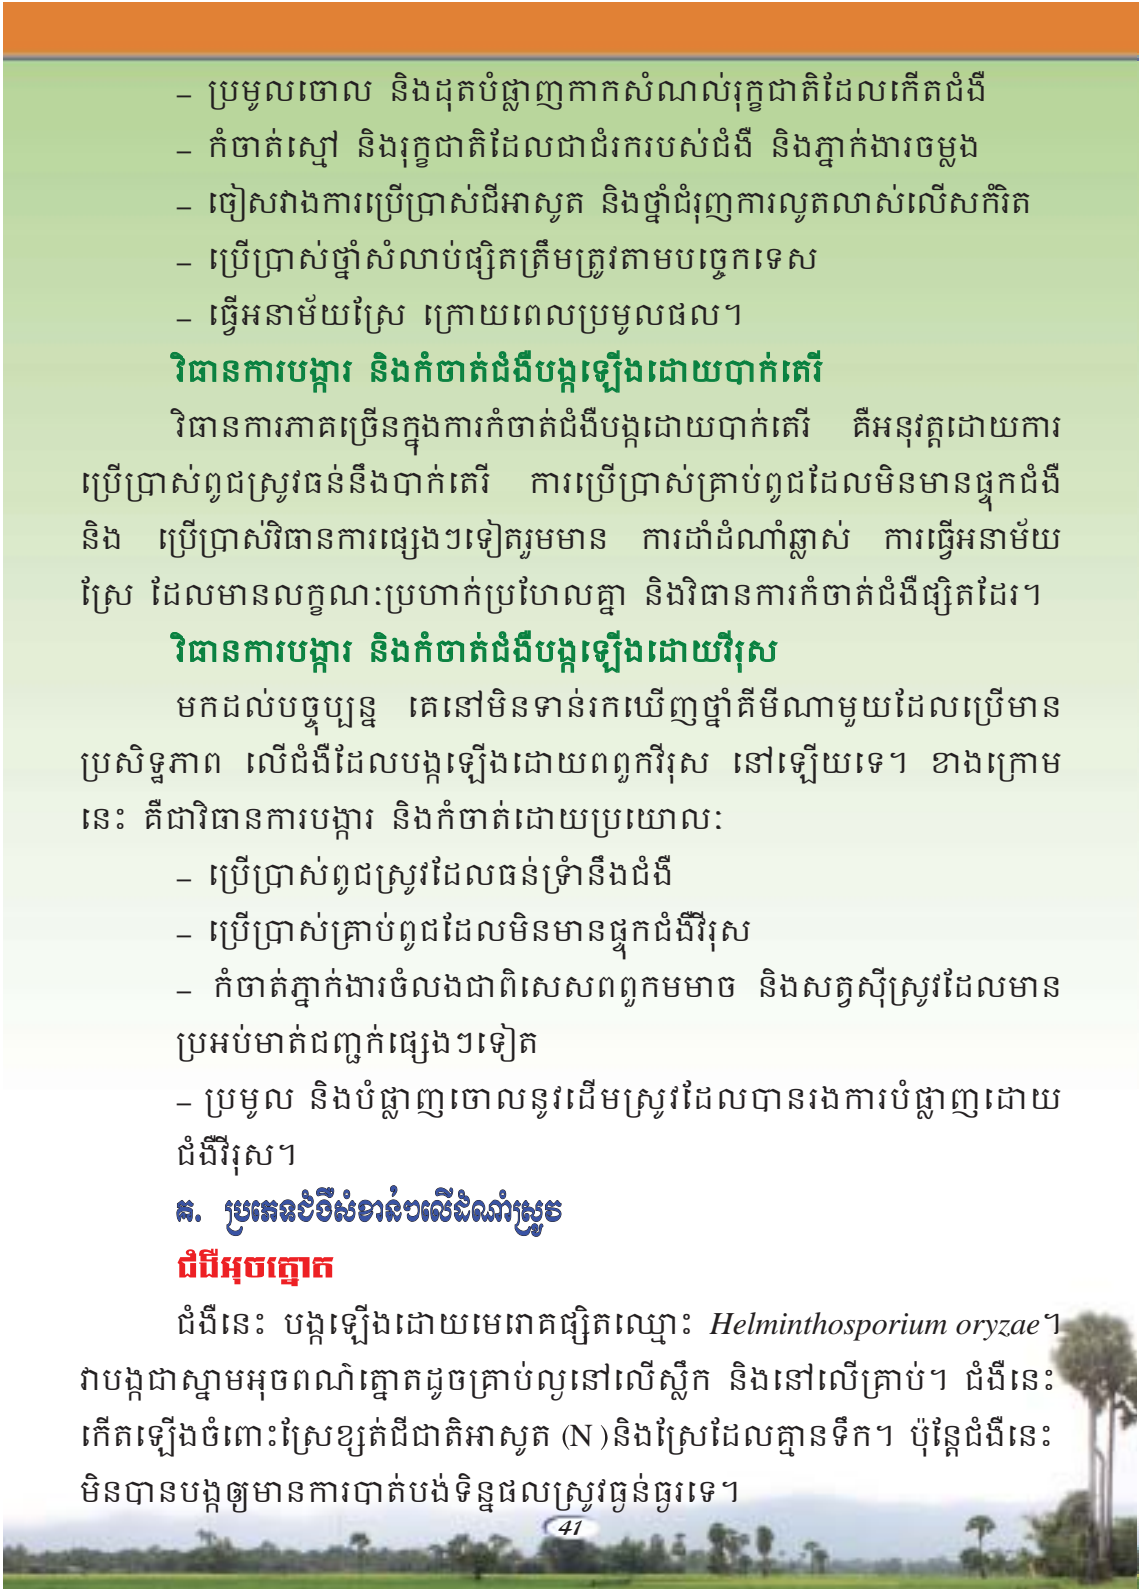 – ប្រមូលចោល និងដុតបំផ្លាញកាកសំណល់រុក្ខជាតិដែលកើតជំងឺ
– កំចាត់ស្មៅ និងរុក្ខជាតិដែលជាជំរករបស់ជំងឺ និងភ្នាក់ងារចម្លង
– ចៀសវាងការប្រើប្រាស់ជីអាសូត និងថ្នាំជំរុញការលូតលាស់លើសកំរិត
– ប្រើប្រាស់ថ្នាំសំលាប់ផ្សិតត្រឹមត្រូវតាមបច្ចេកទេស
– ធ្វើអនាម័យស្រែ ក្រោយពេលប្រមូលផល។
វិធានការបង្ការ និងកំចាត់ជំងឺបង្កឡើងដោយបាក់តេរី
វិធានការភាគច្រើនក្នុងការកំចាត់ជំងឺបង្កដោយបាក់តេរី គឺអនុវត្តដោយការ
ប្រើប្រាស់ពូជស្រូវធន់នឹងបាក់តេរី ការប្រើប្រាស់គ្រាប់ពូជដែលមិនមានផ្ទុកជំងឺ
និង ប្រើប្រាស់វិធានការផ្សេងៗទៀតរួមមាន ការដាំដំណាំឆ្លាស់ ការធ្វើអនាម័យ
ស្រែ ដែលមានលក្ខណៈប្រហាក់ប្រហែលគ្នា និងវិធានការកំចាត់ជំងឺផ្សិតដែរ។
វិធានការបង្ការ និងកំចាត់ជំងឺបង្កឡើងដោយវីរុស
មកដល់បច្ចុប្បន្ន គេនៅមិនទាន់រកឃើញថ្នាំគីមីណាមួយដែលប្រើមាន
ប្រសិទ្ឋភាព លើជំងឺដែលបង្កឡើងដោយពពួកវីរុស នៅឡើយទេ។ ខាងក្រោម
នេះ គឺជាវិធានការបង្ការ និងកំចាត់ដោយប្រយោលៈ
– ប្រើប្រាស់ពូជស្រូវដែលធន់ទ្រាំនឹងជំងឺ
– ប្រើប្រាស់គ្រាប់ពូជដែលមិនមានផ្ទុកជំងឺវីរុស
– កំចាត់ភ្នាក់ងារចំលងជាពិសេសពពួកមមាច និងសត្វស៊ីស្រូវដែលមាន
ប្រអប់មាត់ជញ្ជក់ផ្សេងៗទៀត
– ប្រមូល និងបំផ្លាញចោលនូវដើមស្រូវដែលបានរងការបំផ្លាញដោយ
ជំងឺវីរុស។
គ. ប្រភេទជំងឺសំខាន់ៗលើដំណាំស្រូវ
ជំងឺអុចត្នោត
ជំងឺនេះ បង្កឡើងដោយមេរោគផ្សិតឈ្មោះ Helminthosporium oryzae។
វាបង្កជាស្នាមអុចពណ៌ត្នោតដូចគ្រាប់ល្ងនៅលើស្លឹក និងនៅលើគ្រាប់។ ជំងឺនេះ
កើតឡើងចំពោះស្រែខ្សត់ជីជាតិអាសូត (N )និងស្រែដែលគ្មានទឹក។ ប៉ុន្តែជំងឺនេះ
មិនបានបង្កឲ្យមានការបាត់បង់ទិន្នផលស្រូវធ្ងន់ធ្ងរទេ។
41